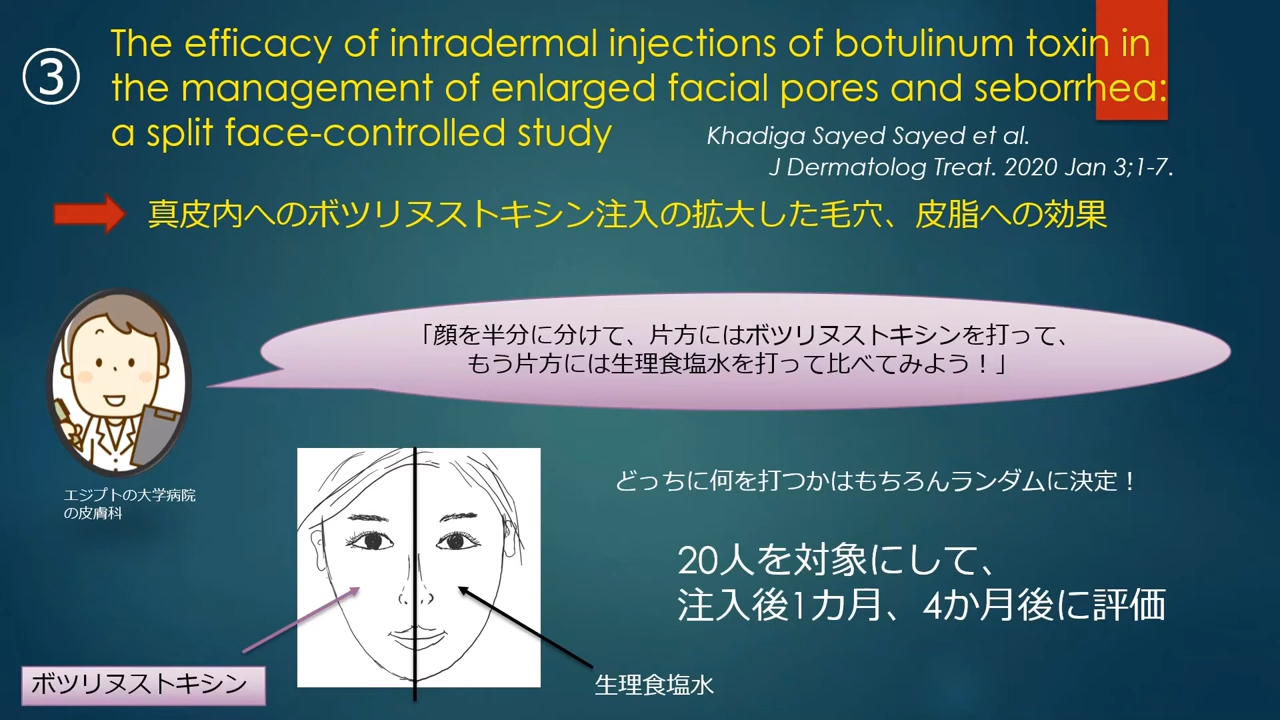 ③
The efficacy of intradermal injections of botulinum toxin in
the management of enlarged facial pores and seborrhea:
a split face-controlled study
Khadiga Sayed Sayed et al.
J Dermatolog Treat. 2020 Jan 3;1-7.
真皮内へのボツリヌストキシン注入の拡大した毛穴、皮脂への効果
「顔を半分に分けて、片方にはボツリヌストキシンを打って、
もう片方には生理食塩水を打って比べてみよう！」
エジプトの大学病院
の皮膚科
どっちに何を打つかはもちろんランダムに決定！
20人を対象にして、
注入後1カ月、4か月後に評価
ボツリヌストキシン
生理食塩水